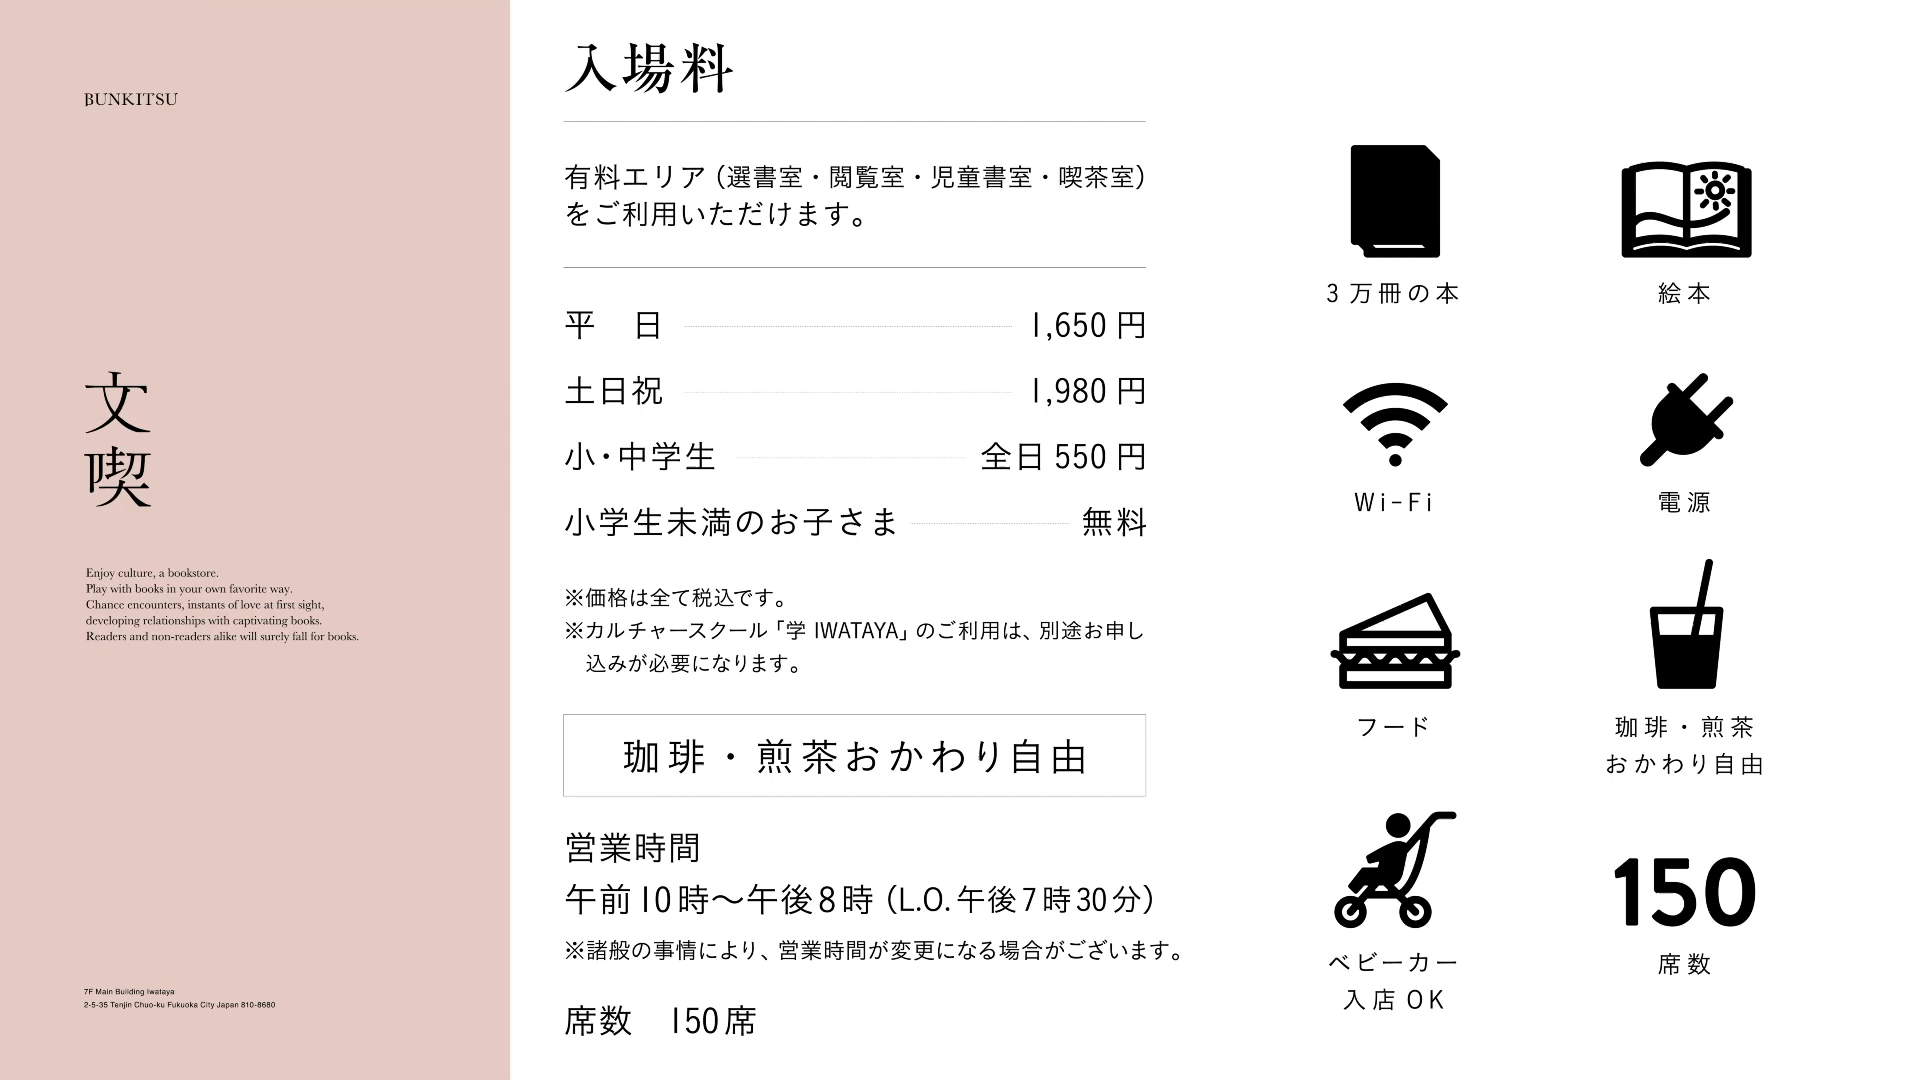 BUNKITSU
文喫
Enjoy culture, a bookstore.
Play with books in your own favorite way.
Chance encounters, instants of love at first sight,
developing relationships with captivating books.
Readers and non-readers alike will surely fall for books.
7F Main Building Iwataya
2-5-35 Tenjin Chuo-ku Fukuoka City Japan 810-8680
入場料
有料エリア（選書室・閲覧室・児童書室・喫茶室）
をご利用いただけます。
平　日 1,650 円
土日祝 1,980 円
小・中学生 全日 550 円
小学生未満のお子さま 無料
※価格は全て税込です。
※カルチャースクール「学 IWATAYA」のご利用は、別途お申し
込みが必要になります。
珈琲・煎茶おかわり自由
営業時間
午前10時〜午後8時（L.O.午後7時30分）
※諸般の事情により、営業時間が変更になる場合がございます。
席数　150席
3万冊の本
絵本
Wi-Fi
電源
フード
珈琲・煎茶
おかわり自由
ベビーカー
入店OK
150
席数